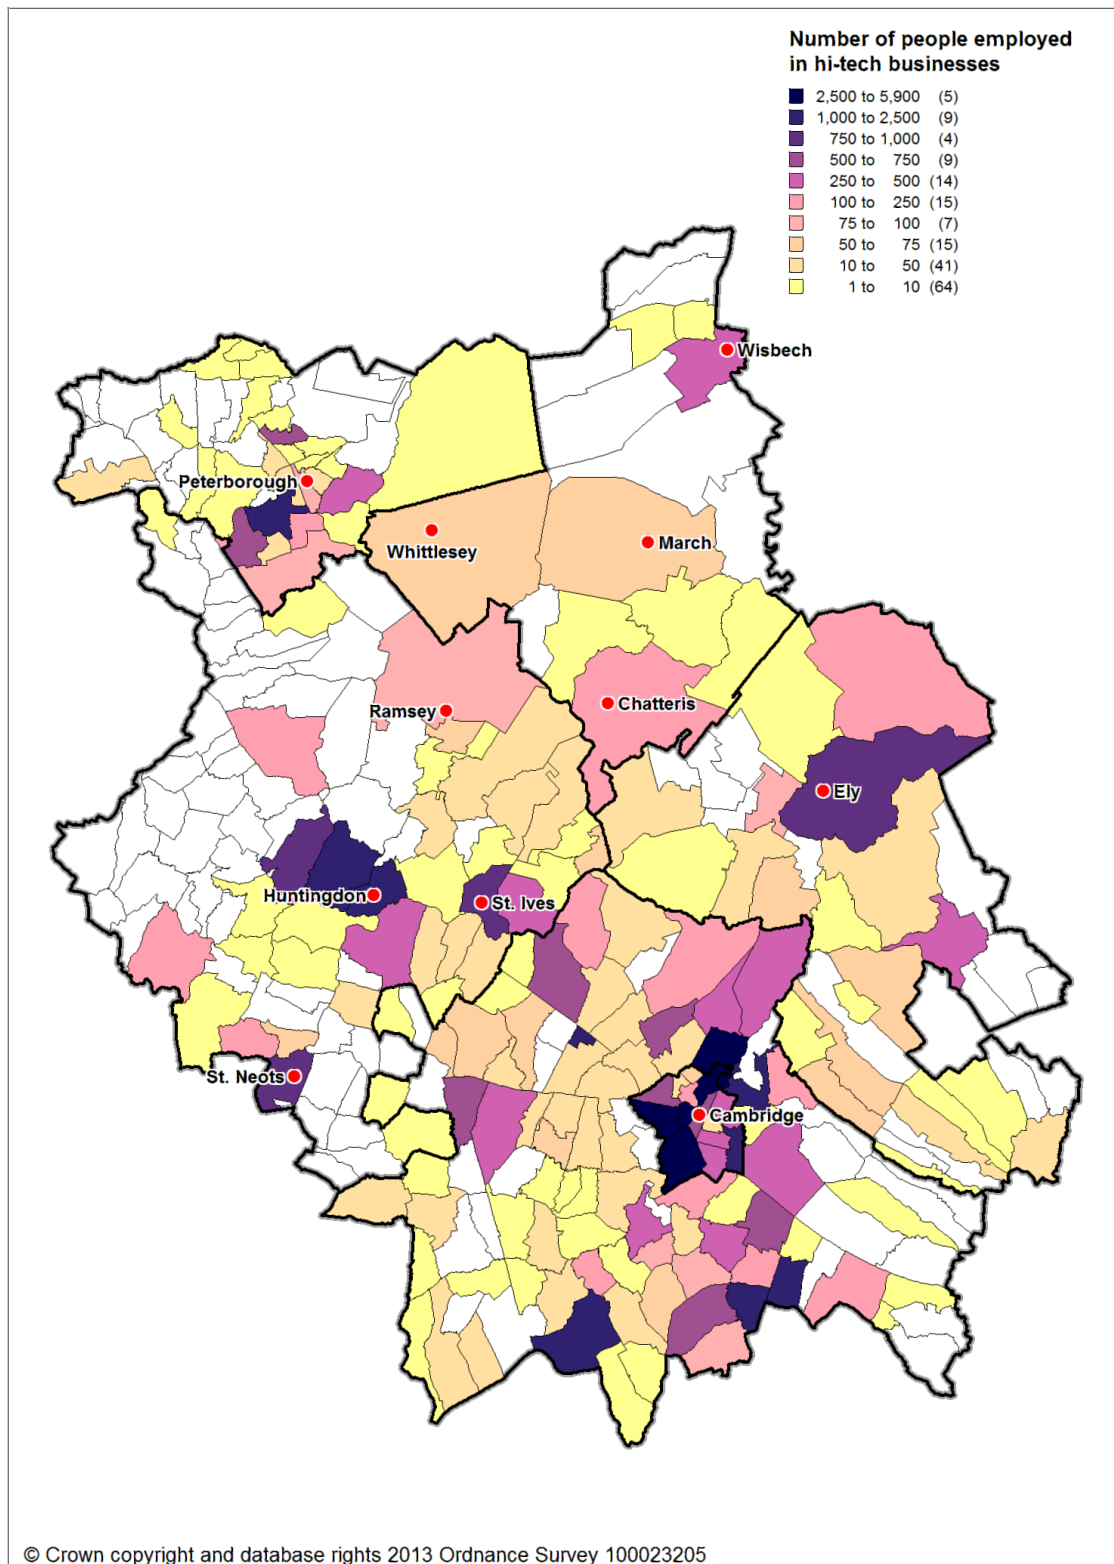 Number of people employed
in hi-tech businesses
2,500 to 5,900 (5)
1,000 to 2,500 (9)
750 to 1,000 (4)
500 to 750 (9)
250 to 500 (14)
100 to 250 (15)
75 to 100 (7)
50 to 75 (15)
10 to 50 (41)
1 to 10 (64)
Wisbech
Peterborough
Whittlesey
March
Ramsey
Chatteris
Ely
Huntingdon
St. Ives
St. Neots
Cambridge
© Crown copyright and database rights 2013 Ordnance Survey 100023205